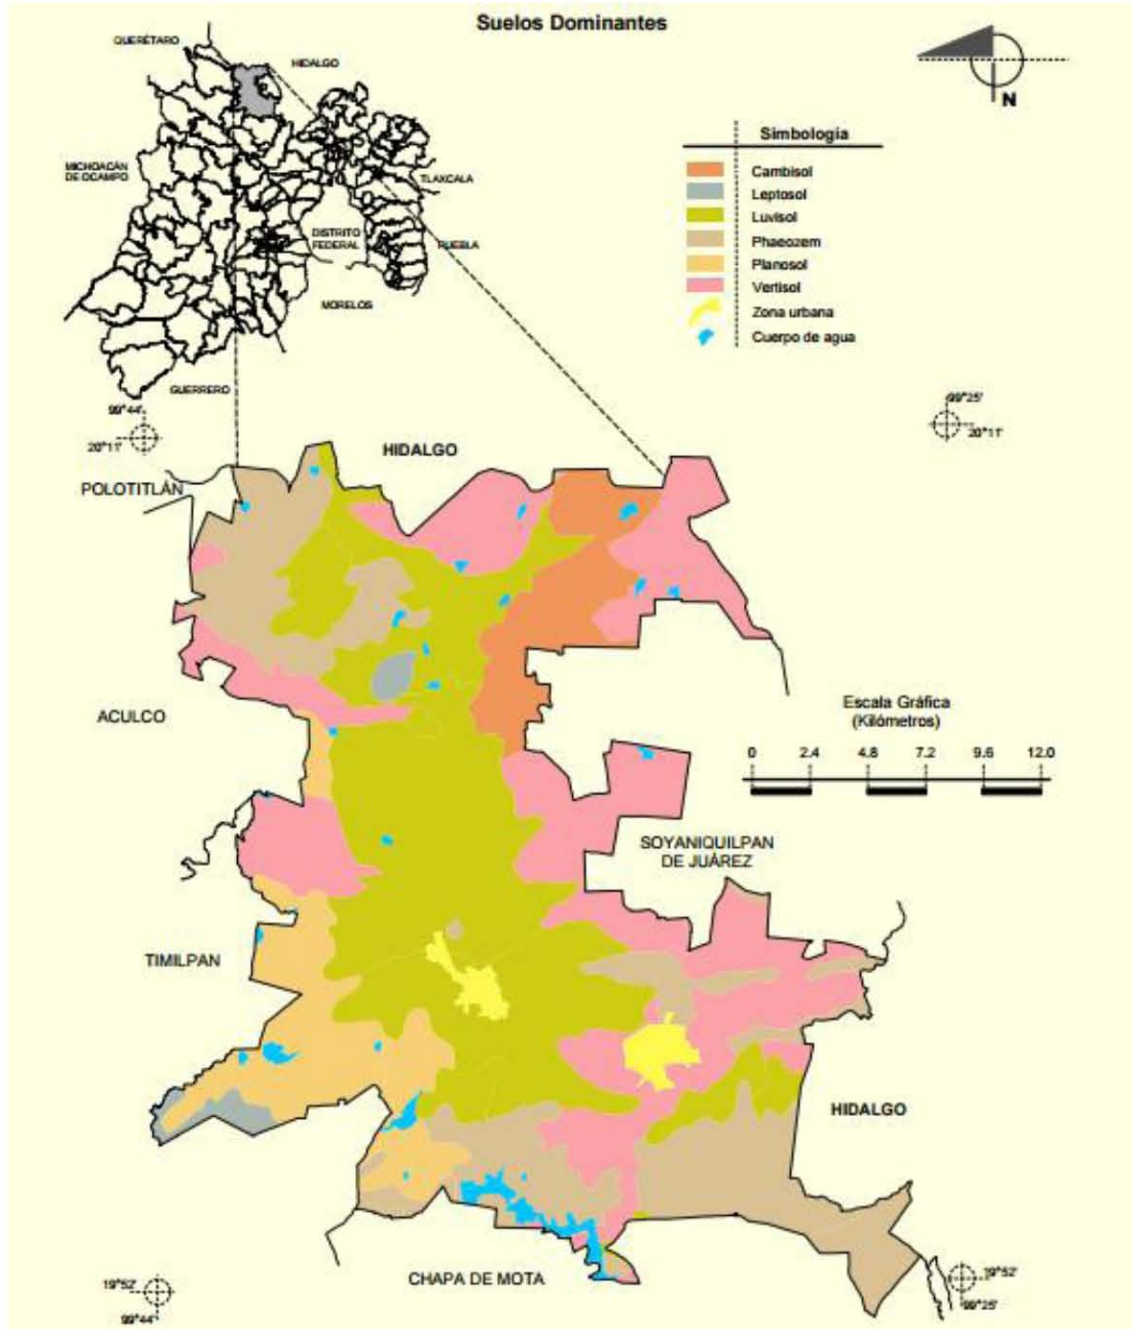 Suelos Dominantes
QUERÉTARO
HIDALGO
MICHOACÁN
DE OCAMPO
TLAXCALA
DISTRITO
FEDERAL
PUEBLA
MORELOS
GUERRERO
N
Simbología
Cambisol
Leptosol
Luvisol
Phaeozem
Planosol
Vertisol
Zona urbana
Cuerpo de agua
99°44'
20°11'
99°25'
20°11'
HIDALGO
POLOTITLÁN
ACULCO
Escala Gráfica
(Kilómetros)
0 2.4 4.8 7.2 9.6 12.0
SOYANIQUILPAN
DE JUÁREZ
TIMILPAN
HIDALGO
CHAPA DE MOTA
19°52'
99°44'
19°52'
99°25'